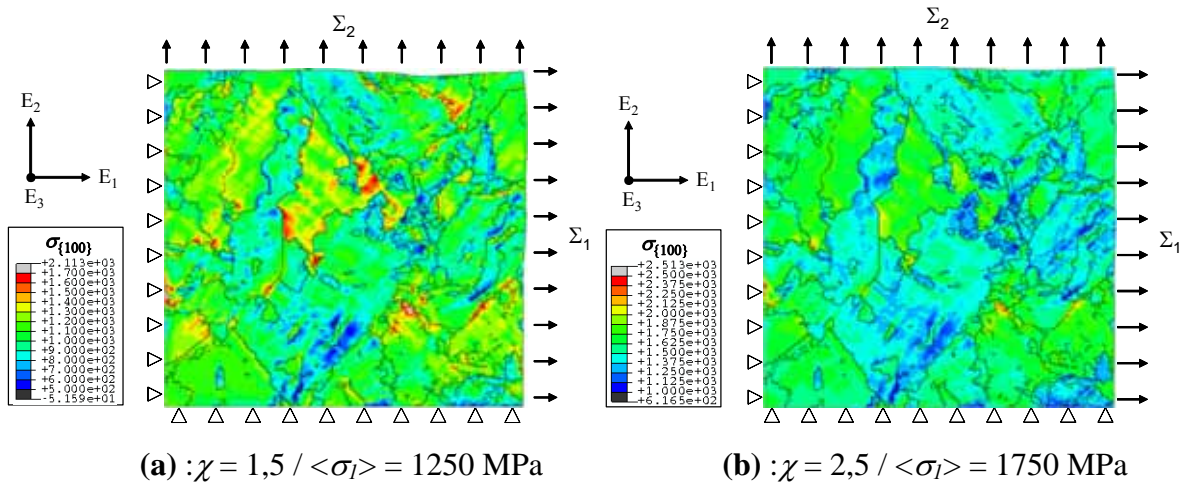 Σ2
E2
E1
E3
Σ1
σ{100}
+2.113e+03
+1.700e+03
+1.600e+03
+1.500e+03
+1.400e+03
+1.300e+03
+1.200e+03
+1.100e+03
+1.000e+03
+9.000e+02
+8.000e+02
+7.000e+02
+6.000e+02
+5.000e+02
-5.159e+01
(a) :χ = 1,5 / <σI> = 1250 MPa
Σ2
E2
E1
E3
Σ1
σ{100}
+2.513e+03
+2.500e+03
+2.375e+03
+2.250e+03
+2.125e+03
+2.000e+03
+1.875e+03
+1.750e+03
+1.625e+03
+1.500e+03
+1.375e+03
+1.250e+03
+1.125e+03
+1.000e+03
+6.165e+02
(b) :χ = 2,5 / <σI> = 1750 MPa